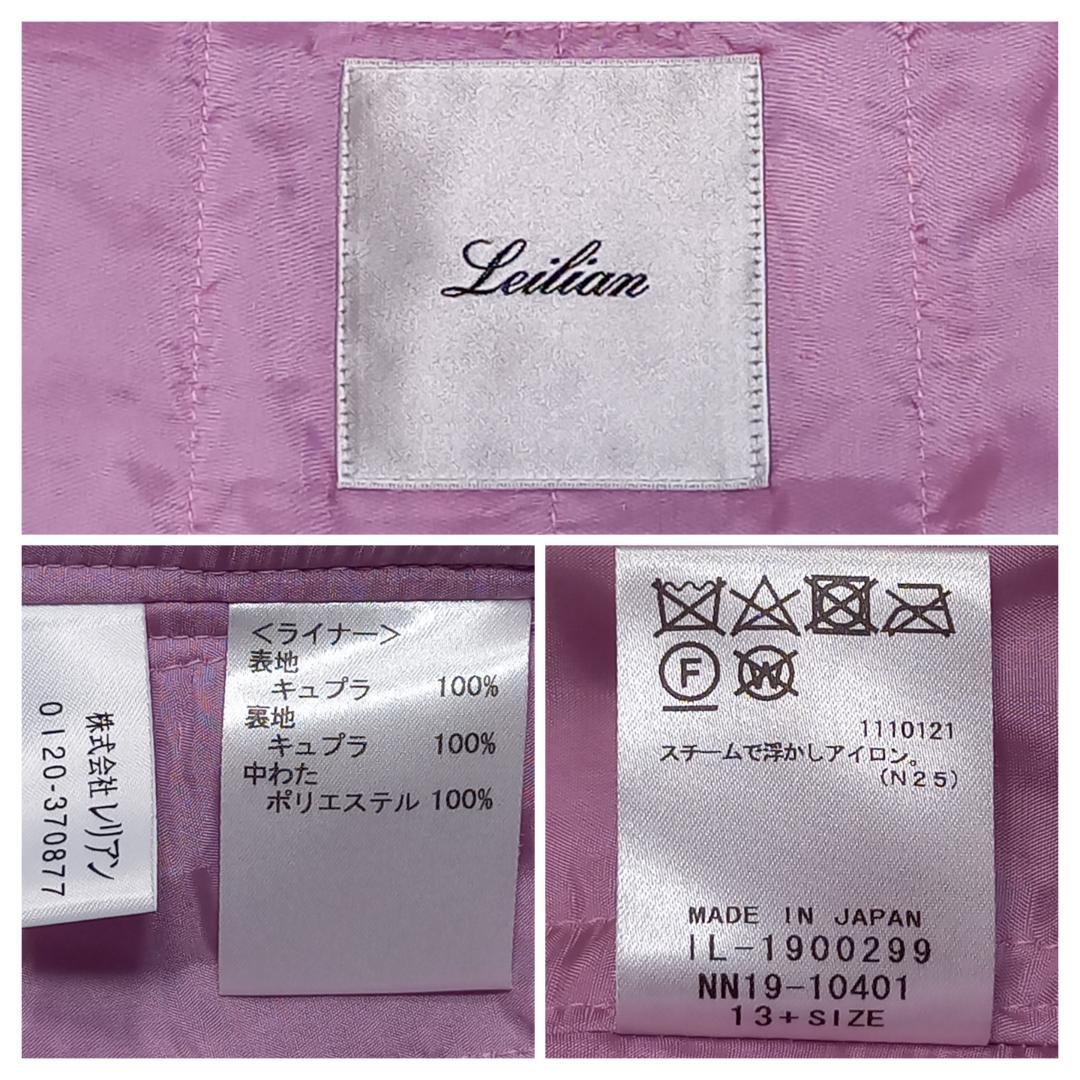 Leilian
株式会社レリアン
0120-370877
<ライナー>
表地
キュプラ 100%
裏地
キュプラ 100%
中わた
ポリエステル 100%
F W
1110121
スチームで浮かしアイロン。
(N25)
MADE IN JAPAN
IL-1900299
NN19-10401
13+SIZE